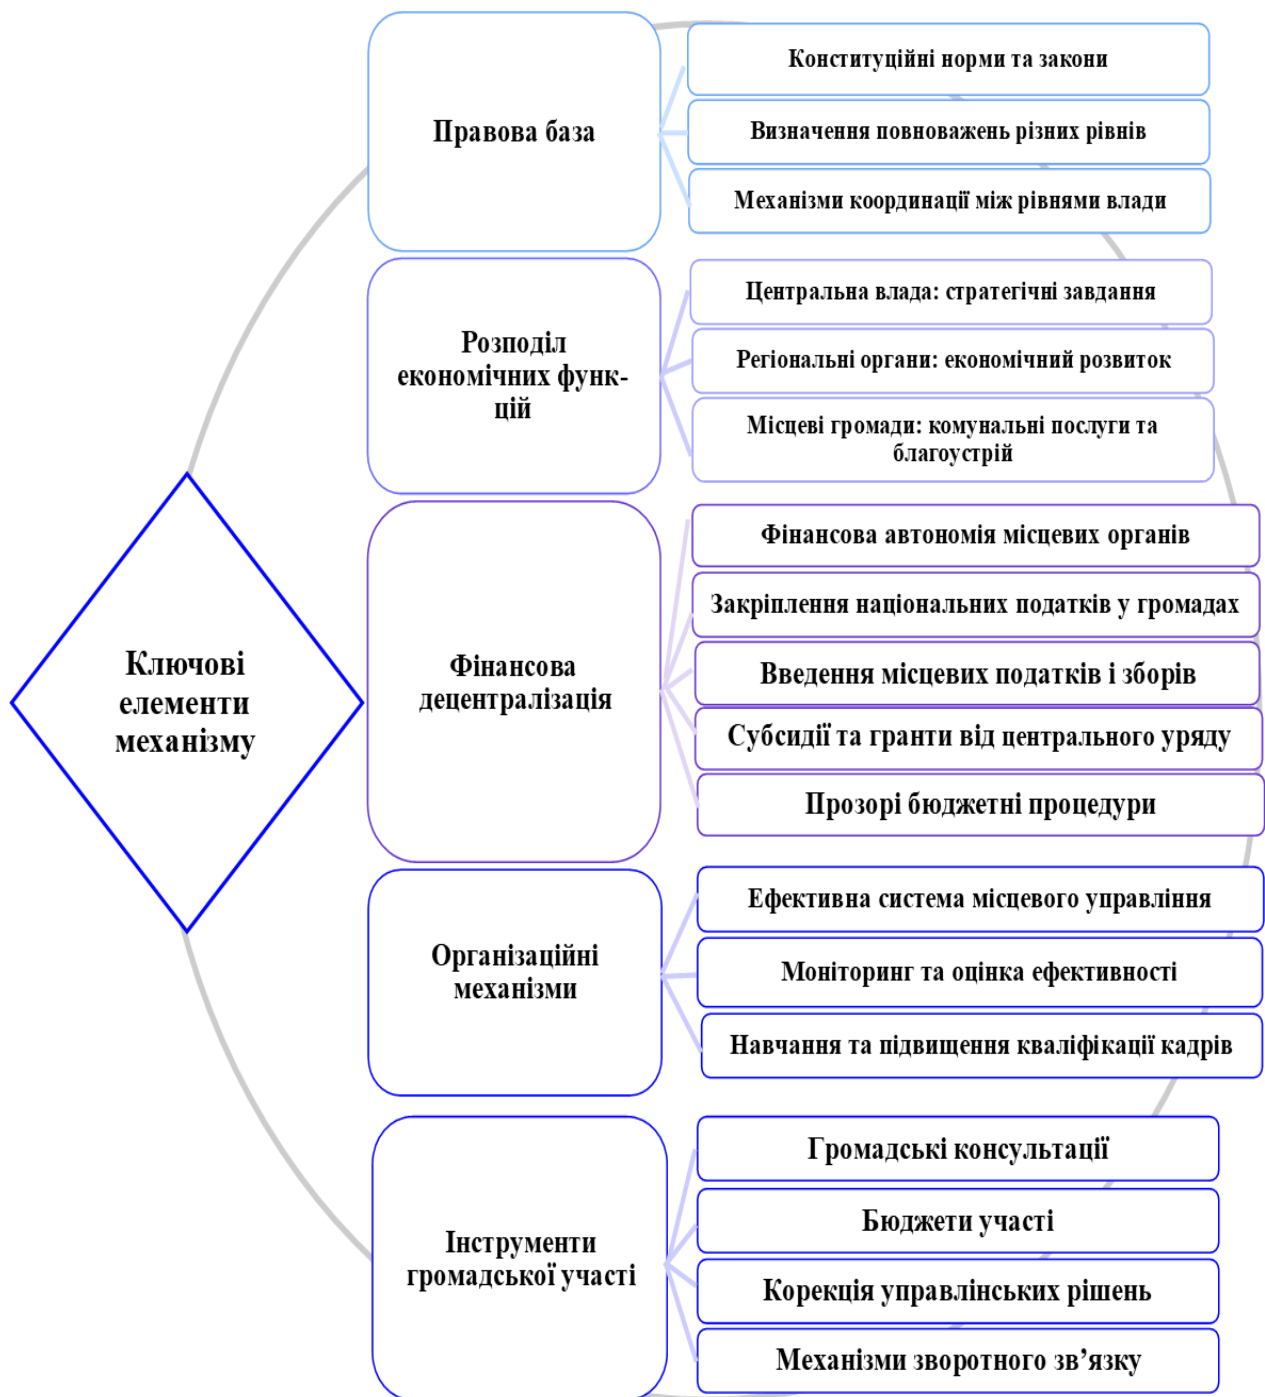 Ключові
елементи
механізму
Правова база
Конституційні норми та закони
Визначення повноважень різних рівнів
Механізми координації між рівнями влади
Розподіл
економічних функ-
цій
Центральна влада: стратегічні завдання
Регіональні органи: економічний розвиток
Місцеві громади: комунальні послуги та
благоустрій
Фінансова
децентралізація
Фінансова автономія місцевих органів
Закріплення національних податків у громадах
Введення місцевих податків і зборів
Субсидії та гранти від центрального уряду
Прозорі бюджетні процедури
Організаційні
механізми
Ефективна система місцевого управління
Моніторинг та оцінка ефективності
Навчання та підвищення кваліфікації кадрів
Інструменти
громадської участі
Громадські консультації
Бюджети участі
Корекція управлінських рішень
Механізми зворотного зв’язку